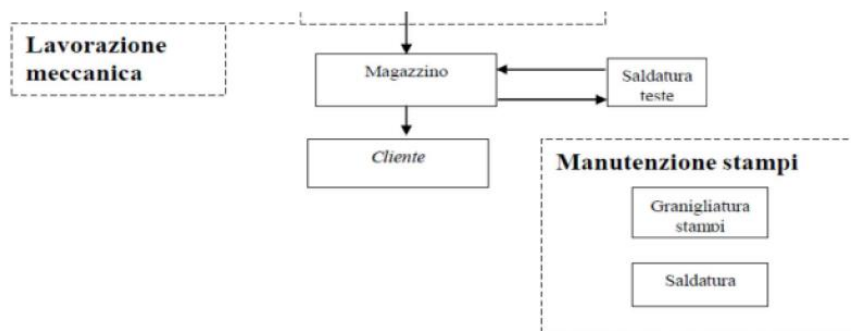 Lavorazione
meccanica
Magazzino
Saldatura
teste
Cliente
Manutenzione stampi
Granigliatura
stampi
Saldatura